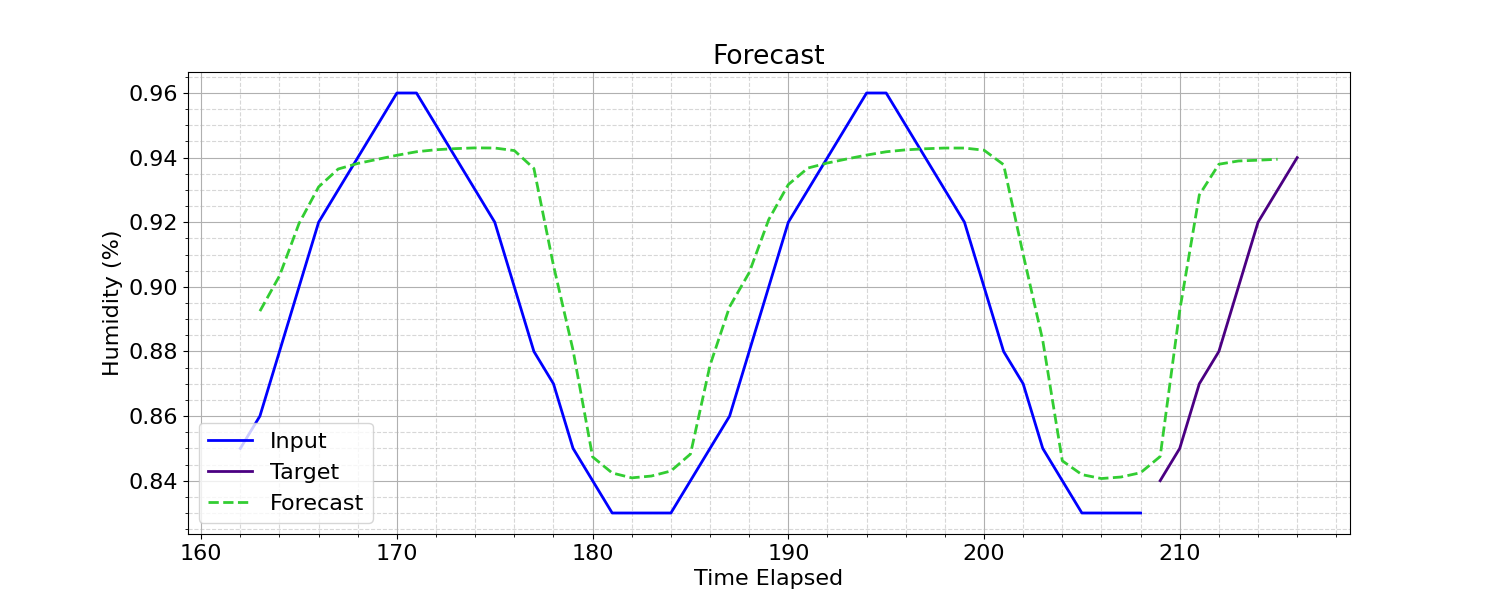 Forecast
Humidity (%)
0.96
0.94
0.92
0.90
0.88
0.86
0.84
Input
Target
Forecast
160 170 180 190 200 210
Time Elapsed